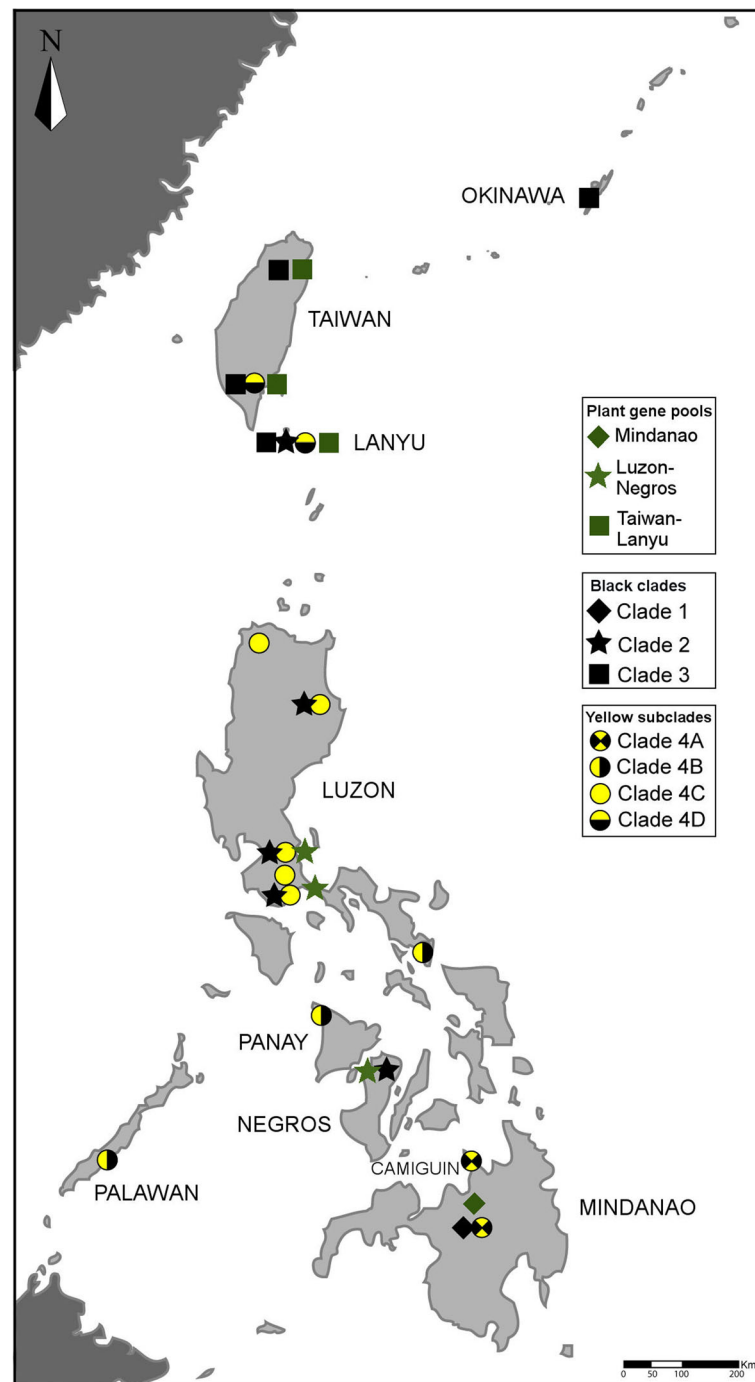 N
OKINAWA
TAIWAN
LANYU
Plant gene pools
Mindanao
Luzon-
Negros
Taiwan-
Lanyu
Black clades
Clade 1
Clade 2
Clade 3
Yellow subclades
Clade 4A
Clade 4B
Clade 4C
Clade 4D
LUZON
PANAY
NEGROS
CAMIGUIN
PALAWAN
MINDANAO
Km
0 50 100 200